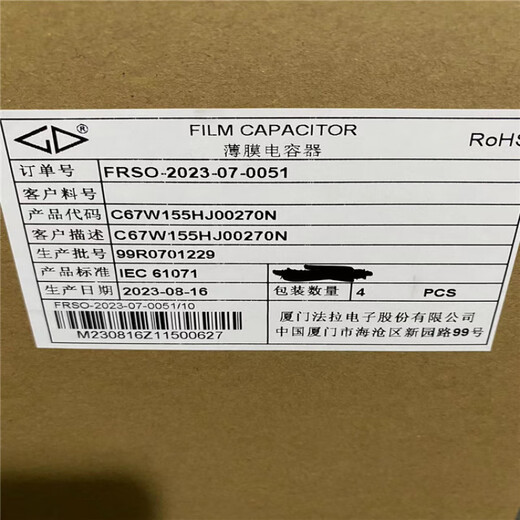 FILM CAPACITOR
薄膜电容器
RoHS
订单号 FRSO-2023-07-0051
客户料号
产品代码 C67W155HJ00270N
客户描述 C67W155HJ00270N
生产批号 99R0701229
产品标准 IEC 61071
生产日期 2023-08-16 包装数量 4 PCS
FRSO-2023-07-0051/10
M230816Z11500627
厦门法拉电子股份有限公司
中国厦门市海沧区新园路99号